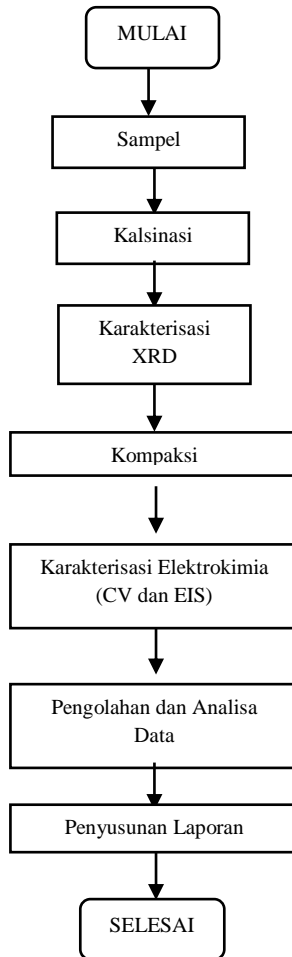 MULAI
Sampel
Kalsinasi
Karakterisasi
XRD
Kompaksi
Karakterisasi Elektrokimia
(CV dan EIS)
Pengolahan dan Analisa
Data
Penyusunan Laporan
SELESAI